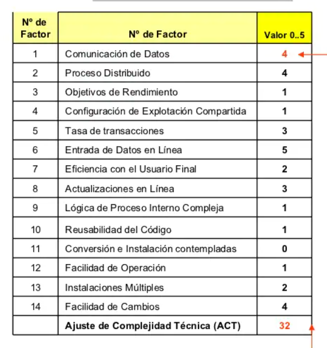 Nº de Factor Nº de Factor Valor 0..5
1 Comunicación de Datos 4
2 Proceso Distribuido 4
3 Objetivos de Rendimiento 1
4 Configuración de Explotación Compartida 1
5 Tasa de transacciones 3
6 Entrada de Datos en Línea 5
7 Eficiencia con el Usuario Final 2
8 Actualizaciones en Línea 3
9 Lógica de Proceso Interno Compleja 1
10 Reusabilidad del Código 1
11 Conversión e Instalación contempladas 0
12 Facilidad de Operación 1
13 Instalaciones Múltiples 2
14 Facilidad de Cambios 4
Ajuste de Complejidad Técnica (ACT) 32